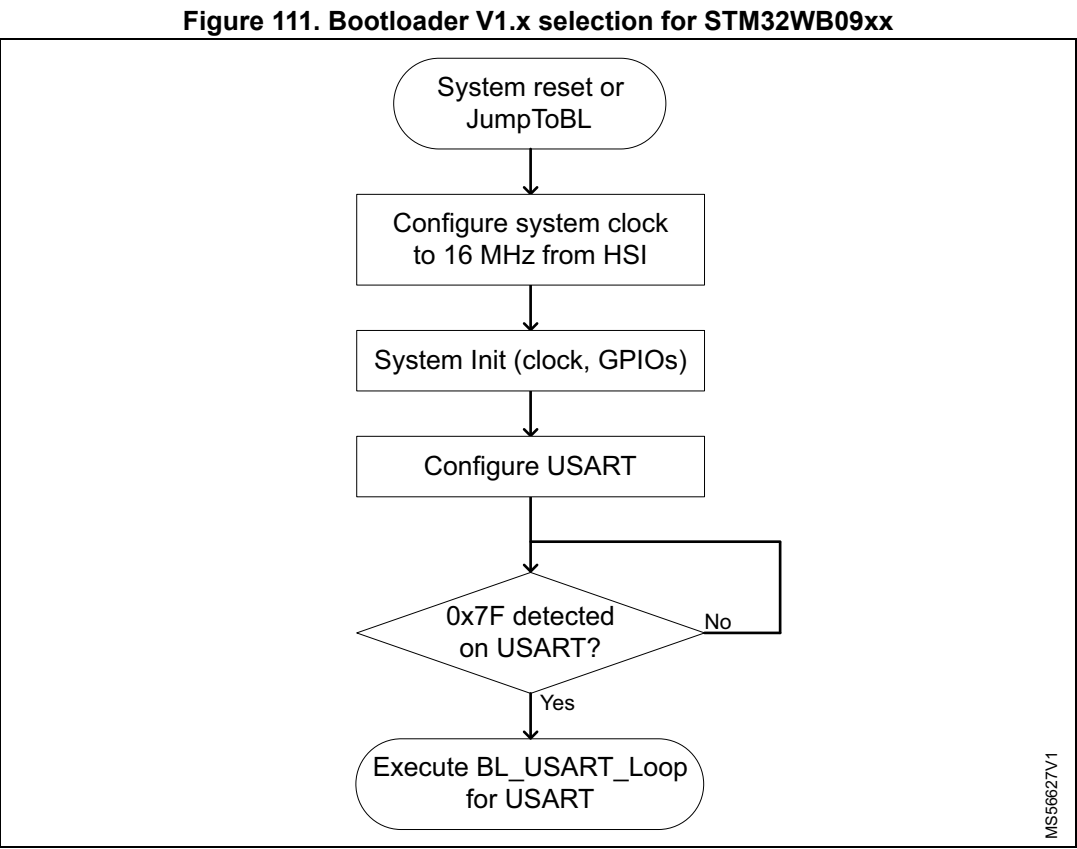 Figure 111. Bootloader V1.x selection for STM32WB09xx
System reset or
JumpToBL
Configure system clock
to 16 MHz from HSI
System Init (clock, GPIOs)
Configure USART
0x7F detected
on USART?
No
Yes
Execute BL_USART_Loop
for USART
MS56627V1